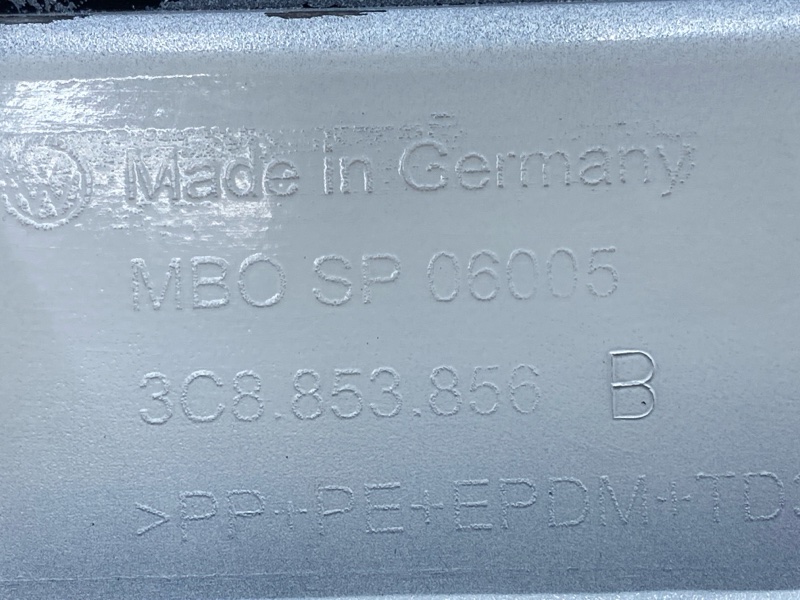 Made in Germany
MBO SP 06005
3C8.853.856 B
>PP+PE+EPDM+TD